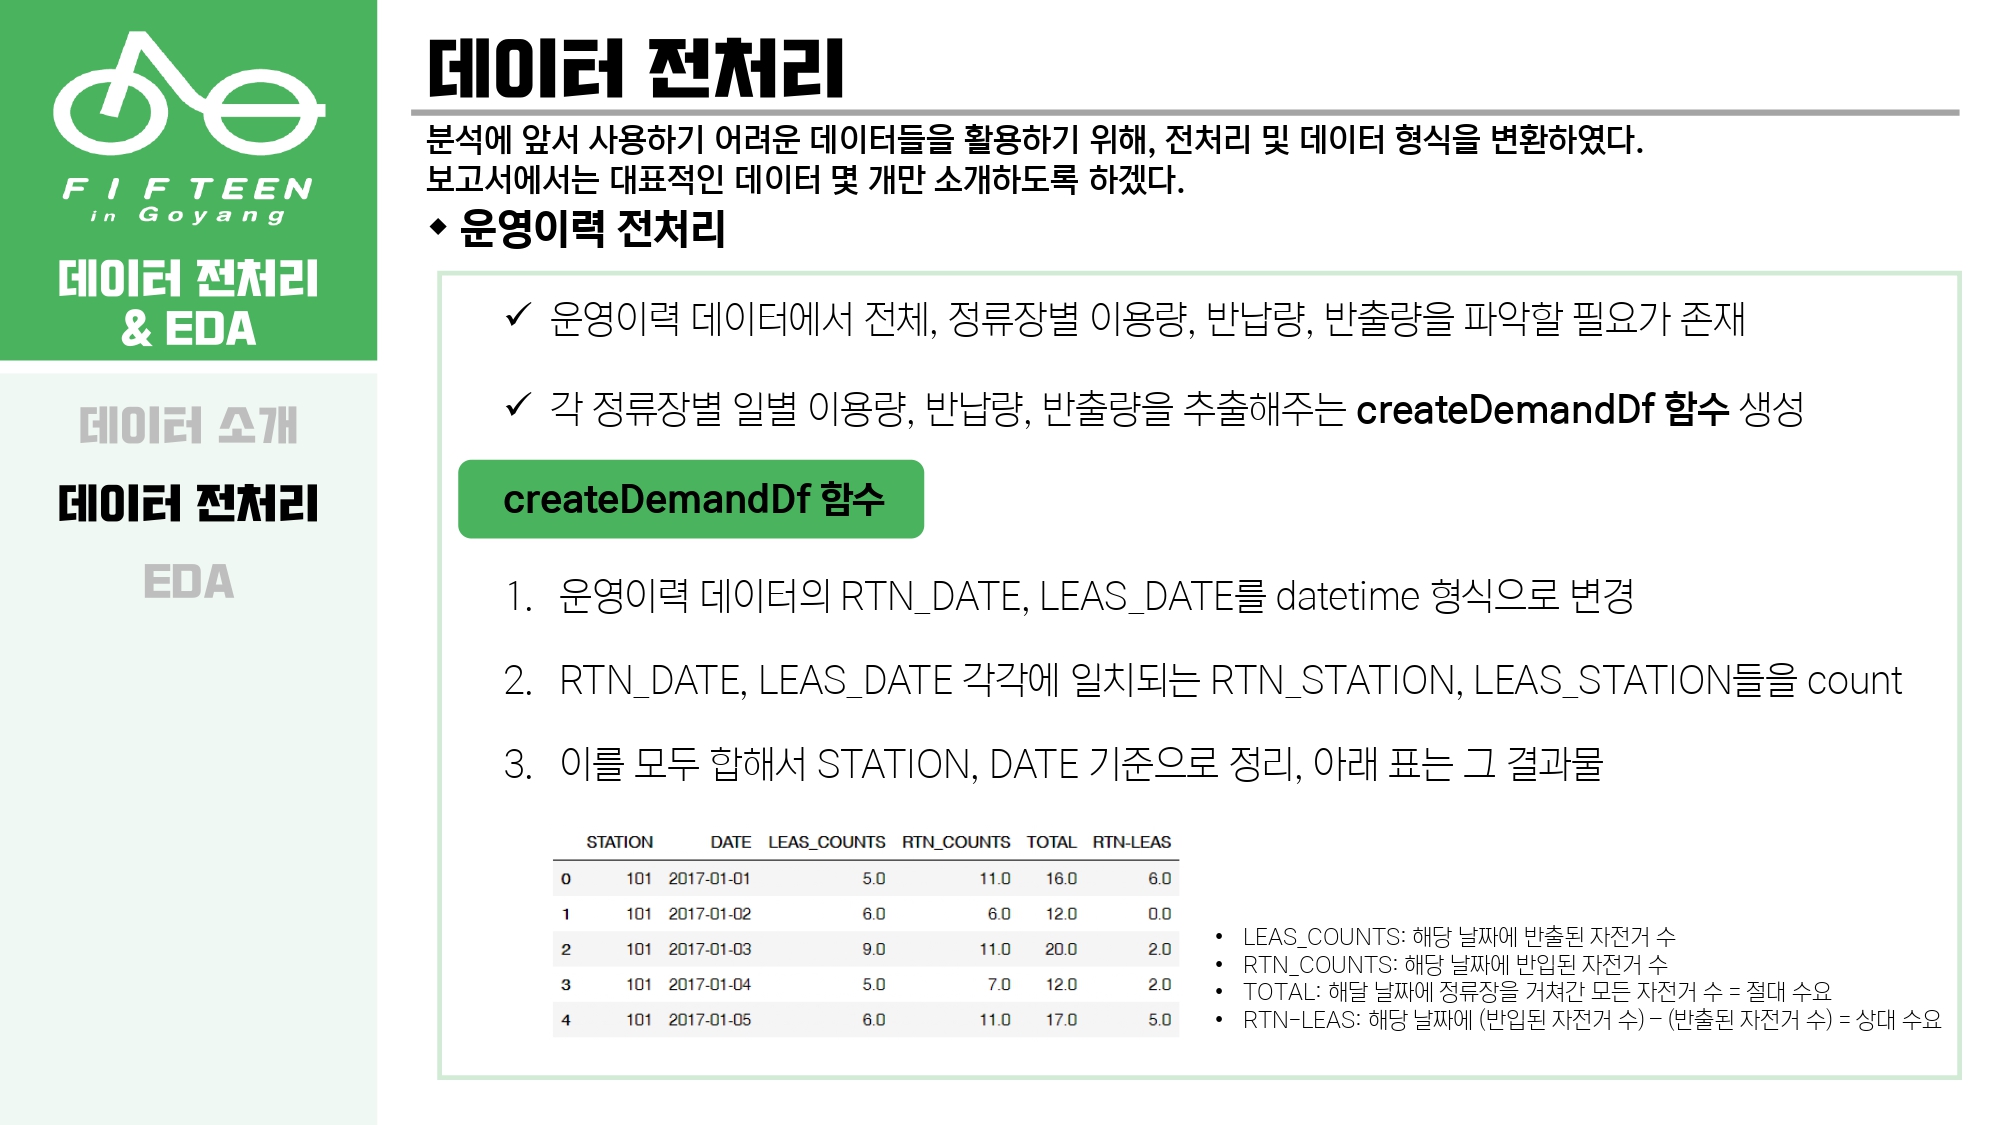 FIFTEEN
in Goyang
데이터 전처리
& EDA
데이터 소개
데이터 전처리
EDA
데이터 전처리
분석에 앞서 사용하기 어려운 데이터들을 활용하기 위해, 전처리 및 데이터 형식을 변환하였다.
보고서에서는 대표적인 데이터 몇 개만 소개하도록 하겠다.
◆ 운영이력 전처리
✓ 운영이력 데이터에서 전체, 정류장별 이용량, 반납량, 반출량을 파악할 필요가 존재
✓ 각 정류장별 일별 이용량, 반납량, 반출량을 추출해주는 createDemandDf 함수 생성
createDemandDf 함수
1. 운영이력 데이터의 RTN_DATE, LEAS_DATE를 datetime 형식으로 변경
2. RTN_DATE, LEAS_DATE 각각에 일치되는 RTN_STATION, LEAS_STATION들을 count
3. 이를 모두 합해서 STATION, DATE 기준으로 정리, 아래 표는 그 결과물
STATION DATE LEAS_COUNTS RTN_COUNTS TOTAL RTN-LEAS
0 101 2017-01-01 5.0 11.0 16.0 6.0
1 101 2017-01-02 6.0 6.0 12.0 0.0
2 101 2017-01-03 9.0 11.0 20.0 2.0
3 101 2017-01-04 5.0 7.0 12.0 2.0
4 101 2017-01-05 6.0 11.0 17.0 5.0
• LEAS_COUNTS: 해당 날짜에 반출된 자전거 수
• RTN_COUNTS: 해당 날짜에 반입된 자전거 수
• TOTAL: 해달 날짜에 정류장을 거쳐간 모든 자전거 수 = 절대 수요
• RTN-LEAS: 해당 날짜에 (반입된 자전거 수) – (반출된 자전거 수) = 상대 수요